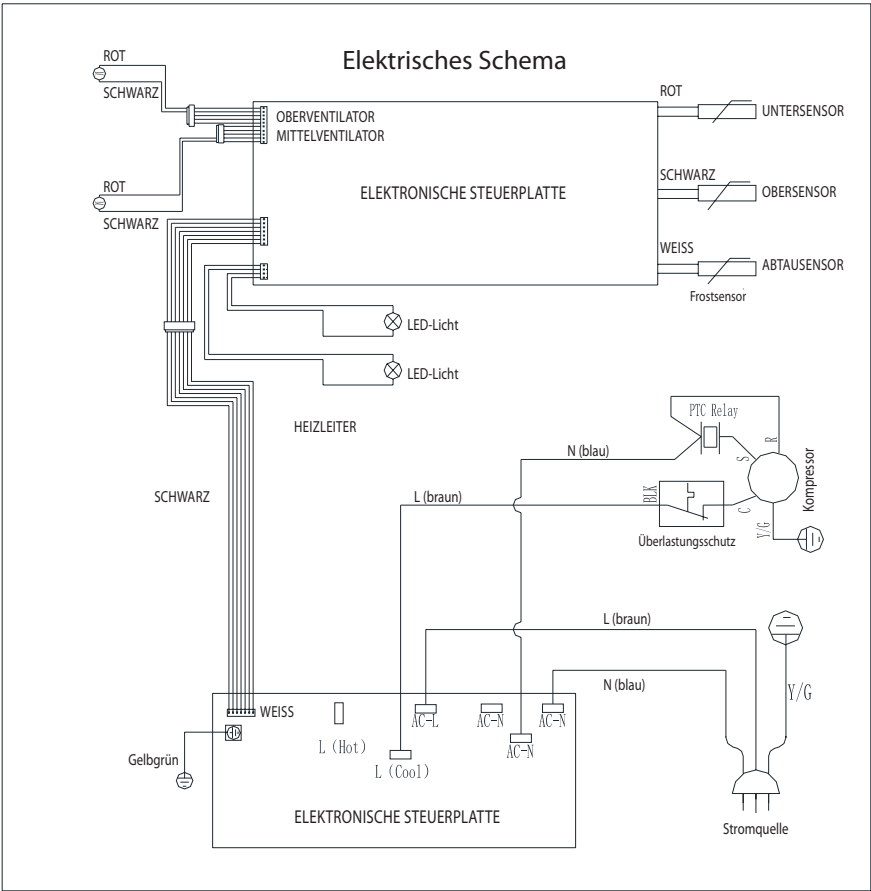 Elektrisches Schema
ROT
SCHWARZ
ROT
SCHWARZ
OBERVENTILATOR
MITTELVENTILATOR
ELEKTRONISCHE STEUERPLATTE
ROT
UNTERSENSOR
SCHWARZ
OBERSENSOR
WEISS
ABTAUSENSOR
Frostsensor
LED-Licht
LED-Licht
HEIZLEITER
SCHWARZ
N (blau)
L (braun)
PTC Relay
R
S
C
Y/G
BLK
Kompressor
Überlastungsschutz
L (braun)
N (blau)
Y/G
WEISS
Gelbgrün
L (Hot)
L (Cool)
AC-L
AC-N
AC-N
AC-N
ELEKTRONISCHE STEUERPLATTE
Stromquelle